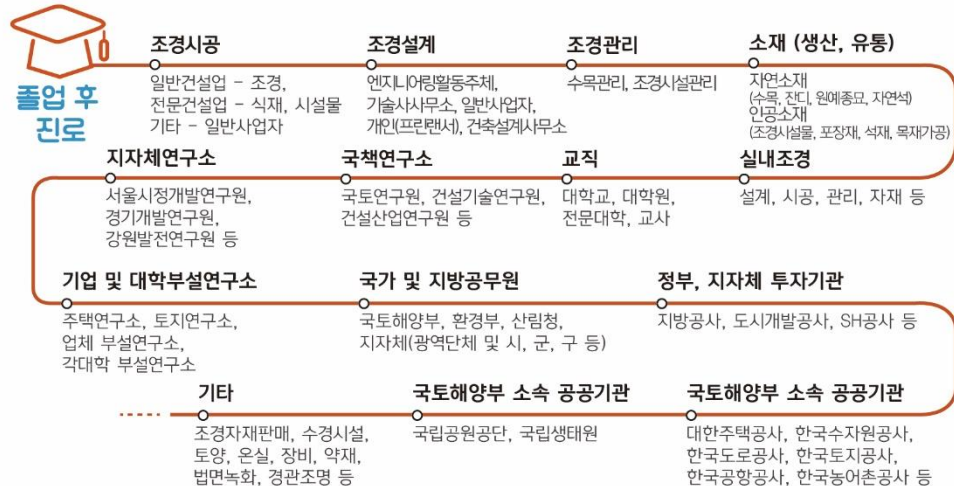 졸업 후
진로
조경시공
일반건설업 – 조경,
전문건설업 – 식재, 시설물
기타 – 일반사업자
조경설계
엔지니어링활동주체,
기술사사무소, 일반사업자,
개인(프린랜서), 건축설계사무소
조경관리
수목관리, 조경시설관리
소재 (생산, 유통)
자연소재
(수목, 잔디, 원예종묘, 자연석)
인공소재
(조경시설물, 포장재, 석재, 목재가공)
지자체연구소
서울시정개발연구원,
경기개발연구원,
강원발전연구원 등
국책연구소
국토연구원, 건설기술연구원,
건설산업연구원 등
교직
대학교, 대학원,
전문대학, 교사
실내조경
설계, 시공, 관리, 자재 등
기업 및 대학부설연구소
주택연구소, 토지연구소,
업체 부설연구소,
각대학 부설연구소
국가 및 지방공무원
국토해양부, 환경부, 산림청,
지자체(광역단체 및 시, 군, 구 등)
정부, 지자체 투자기관
지방공사, 도시개발공사, SH공사 등
기타
조경자재판매, 수경시설,
토양, 온실, 장비, 약재,
법면녹화, 경관조명 등
국토해양부 소속 공공기관
국립공원공단, 국립생태원
국토해양부 소속 공공기관
대한주택공사, 한국수자원공사,
한국도로공사, 한국토지공사,
한국공항공사, 한국농어촌공사 등